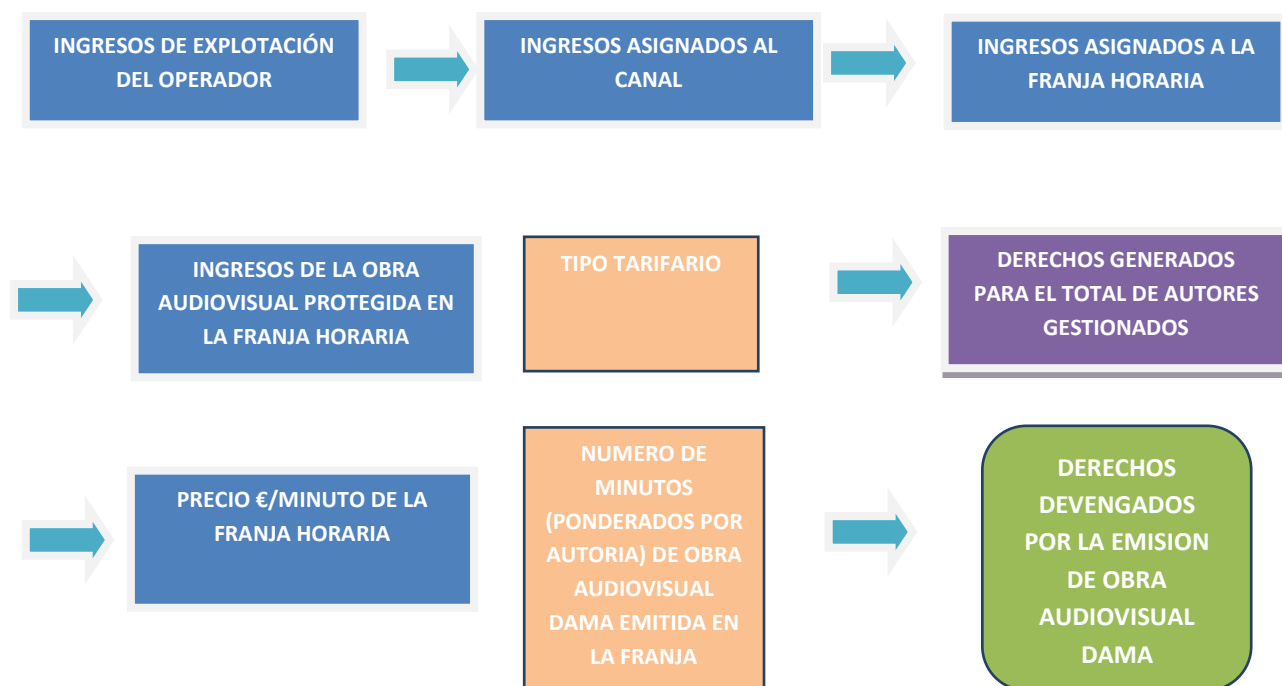 INGRESOS DE EXPLOTACIÓN
DEL OPERADOR
INGRESOS ASIGNADOS AL
CANAL
INGRESOS ASIGNADOS A LA
FRANJA HORARIA
INGRESOS DE LA OBRA
AUDIOVISUAL PROTEGIDA EN
LA FRANJA HORARIA
TIPO TARIFARIO
DERECHOS GENERADOS
PARA EL TOTAL DE AUTORES
GESTIONADOS
PRECIO €/MINUTO DE LA
FRANJA HORARIA
NUMERO DE
MINUTOS
(PONDERADOS POR
AUTORIA) DE OBRA
AUDIOVISUAL
DAMA EMITIDA EN
LA FRANJA
DERECHOS
DEVENGADOS
POR LA EMISION
DE OBRA
AUDIOVISUAL
DAMA